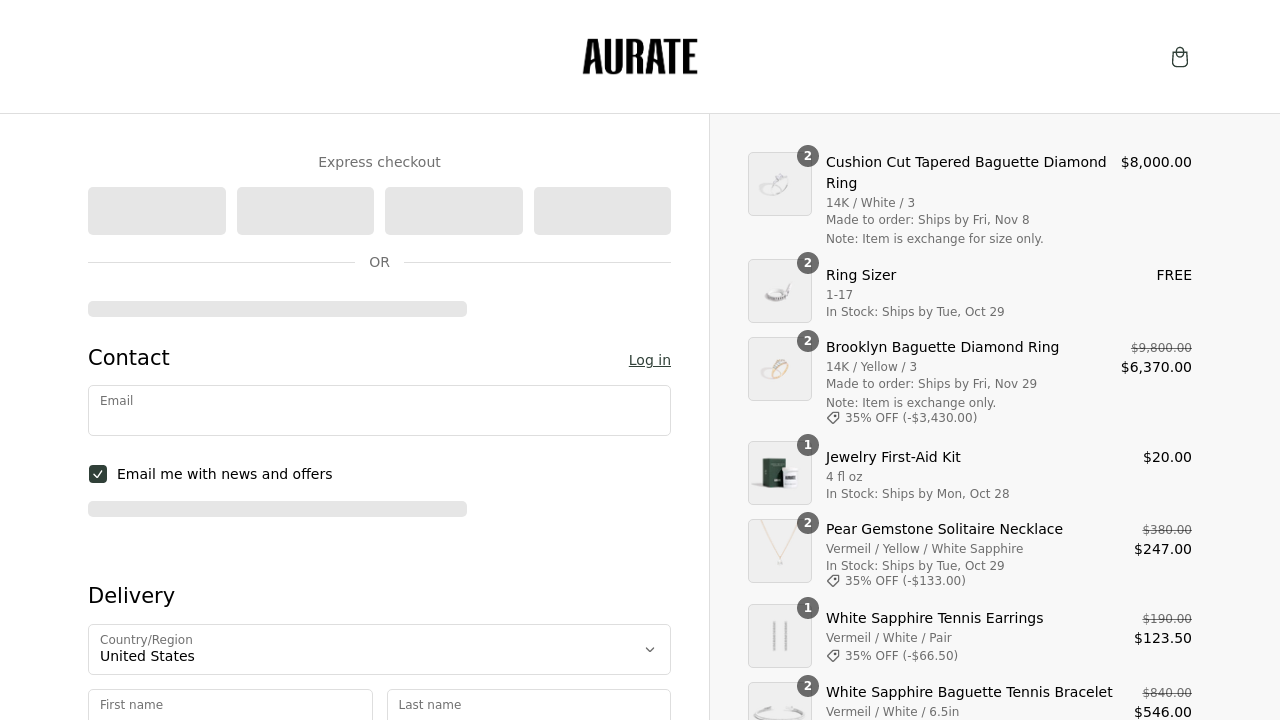 AURATE
Express checkout
OR
Contact
Log in
Email
Email me with news and offers
Delivery
Country/Region
United States
First name
Last name
2
Cushion Cut Tapered Baguette Diamond Ring
$8,000.00
14K / White / 3
Made to order: Ships by Fri, Nov 8
Note: Item is exchange for size only.
2
Ring Sizer
FREE
1-17
In Stock: Ships by Tue, Oct 29
2
Brooklyn Baguette Diamond Ring
$9,800.00
14K / Yellow / 3
$6,370.00
Made to order: Ships by Fri, Nov 29
Note: Item is exchange only.
35% OFF (-$3,430.00)
1
Jewelry First-Aid Kit
$20.00
4 fl oz
In Stock: Ships by Mon, Oct 28
AURATE
2
Pear Gemstone Solitaire Necklace
$380.00
Vermeil / Yellow / White Sapphire
$247.00
In Stock: Ships by Tue, Oct 29
35% OFF (-$133.00)
1
White Sapphire Tennis Earrings
$190.00
Vermeil / White / Pair
$123.50
35% OFF (-$66.50)
2
White Sapphire Baguette Tennis Bracelet
$840.00
Vermeil / White / 6.5in
$546.00